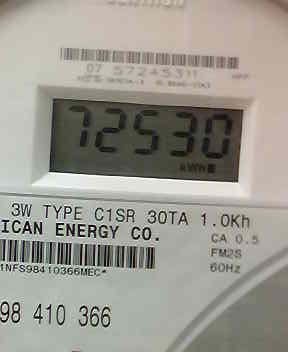 07 57245311
72530
KWH
3W TYPE C1SR 30TA 1.0Kh
ICAN ENERGY CO.
CA 0.5
FM2S
60Hz
1NFS98410366MEC*
98 410 366